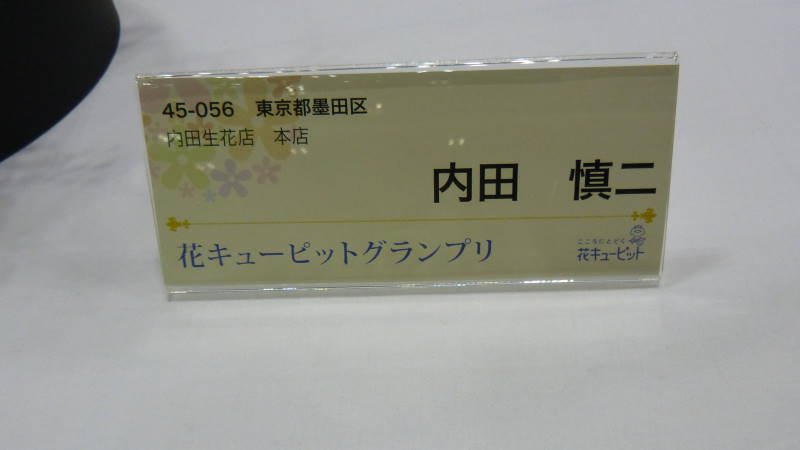 45-056　東京都墨田区
内田生花店　本店
内田　慎二
花キューピットグランプリ
こころにとどく
花キューピット